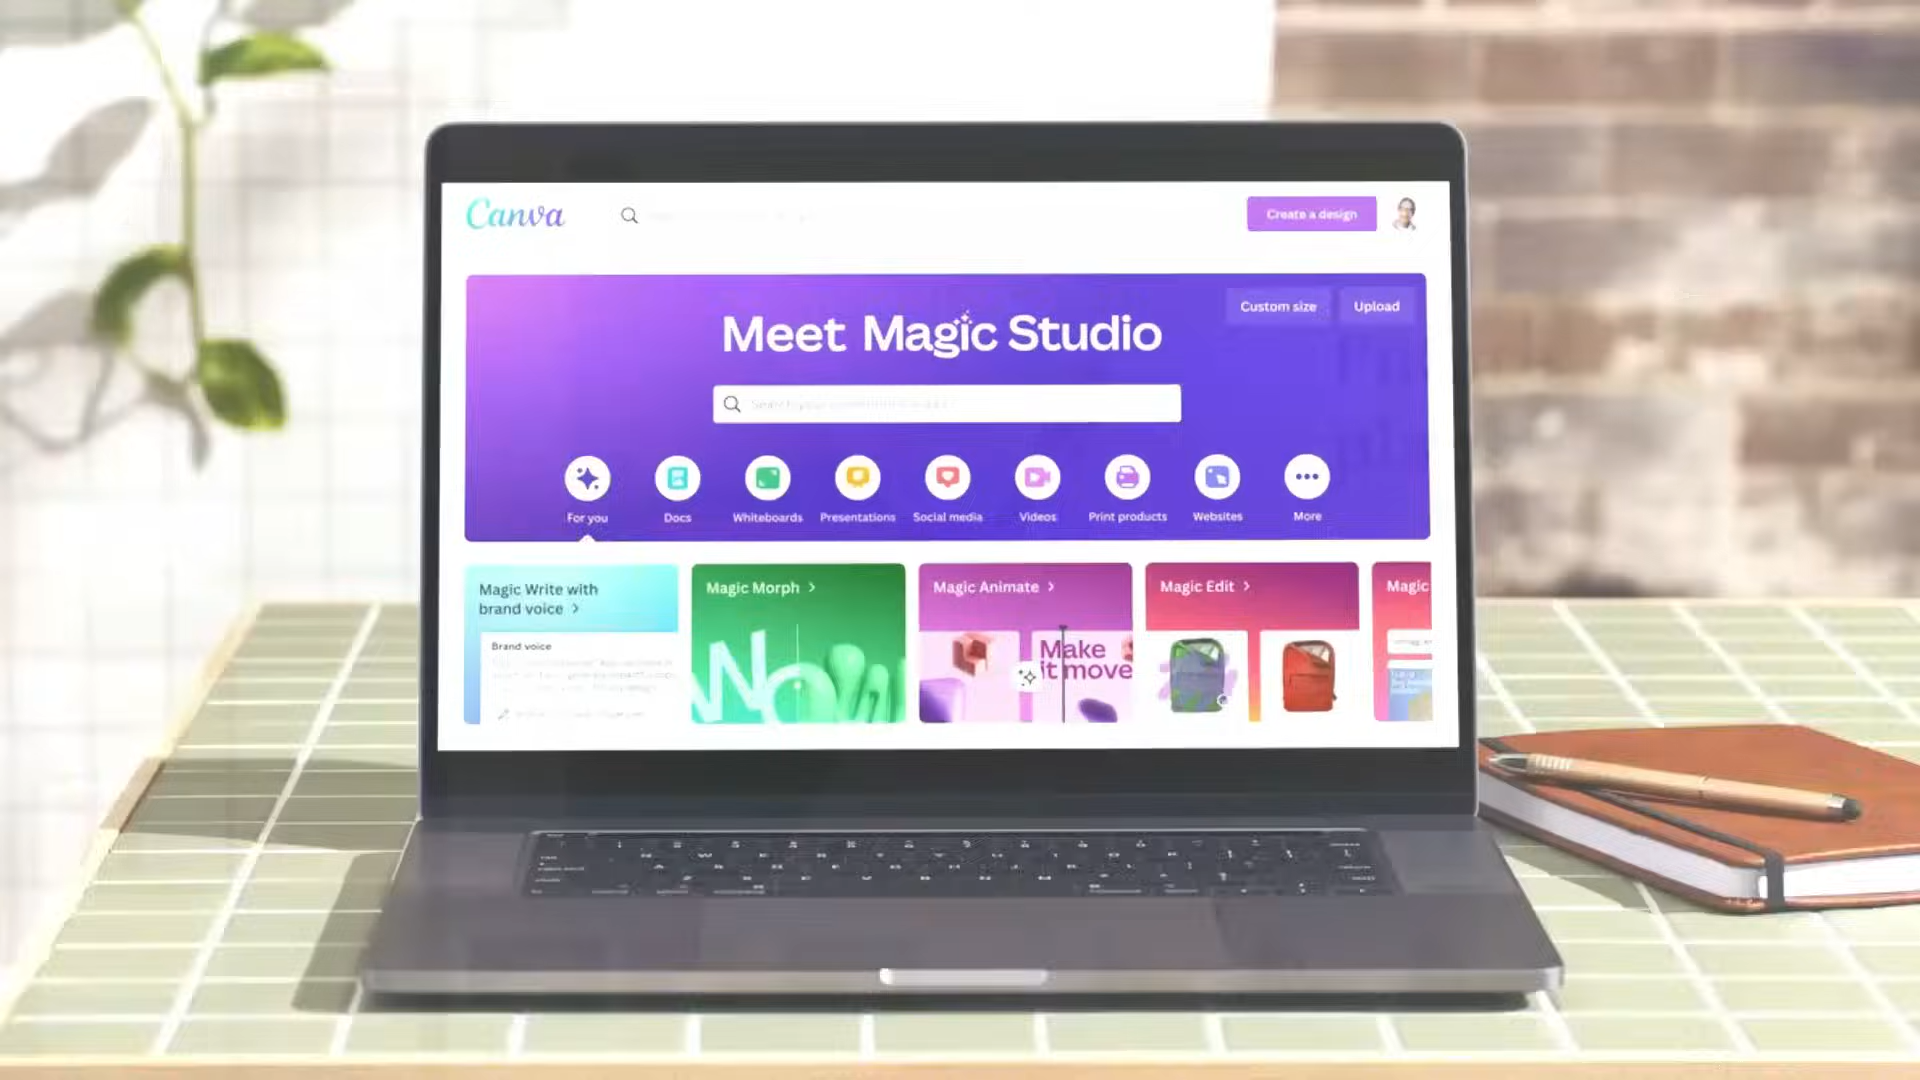 Canva
Create a design
Custom size
Upload
Meet Magic Studio
For you
Docs
Whiteboards
Presentations
Social media
Videos
Print products
Websites
More
Magic Write with
brand voice >
Brand voice
Magic Morph >
NO
Magic Animate >
Make
it move
Magic Edit >
Magic